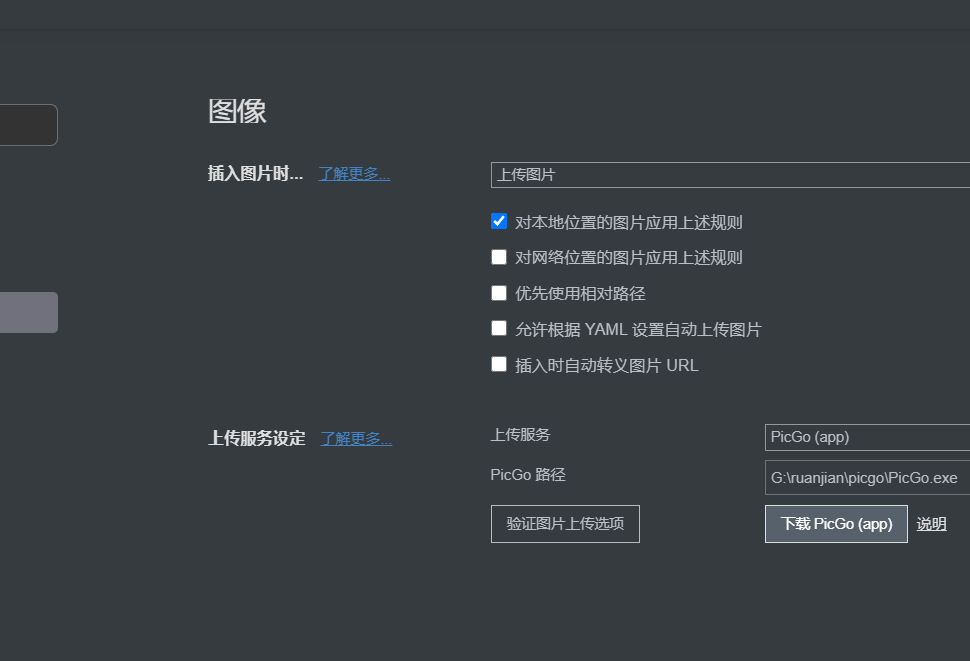 图像
插入图片时... 了解更多...
上传图片
对本地位置的图片应用上述规则
对网络位置的图片应用上述规则
优先使用相对路径
允许根据 YAML 设置自动上传图片
插入时自动转义图片 URL
上传服务设定 了解更多...
上传服务 PicGo (app)
PicGo 路径 G:\ruanjian\picgo\PicGo.exe
验证图片上传选项 下载 PicGo (app) 说明